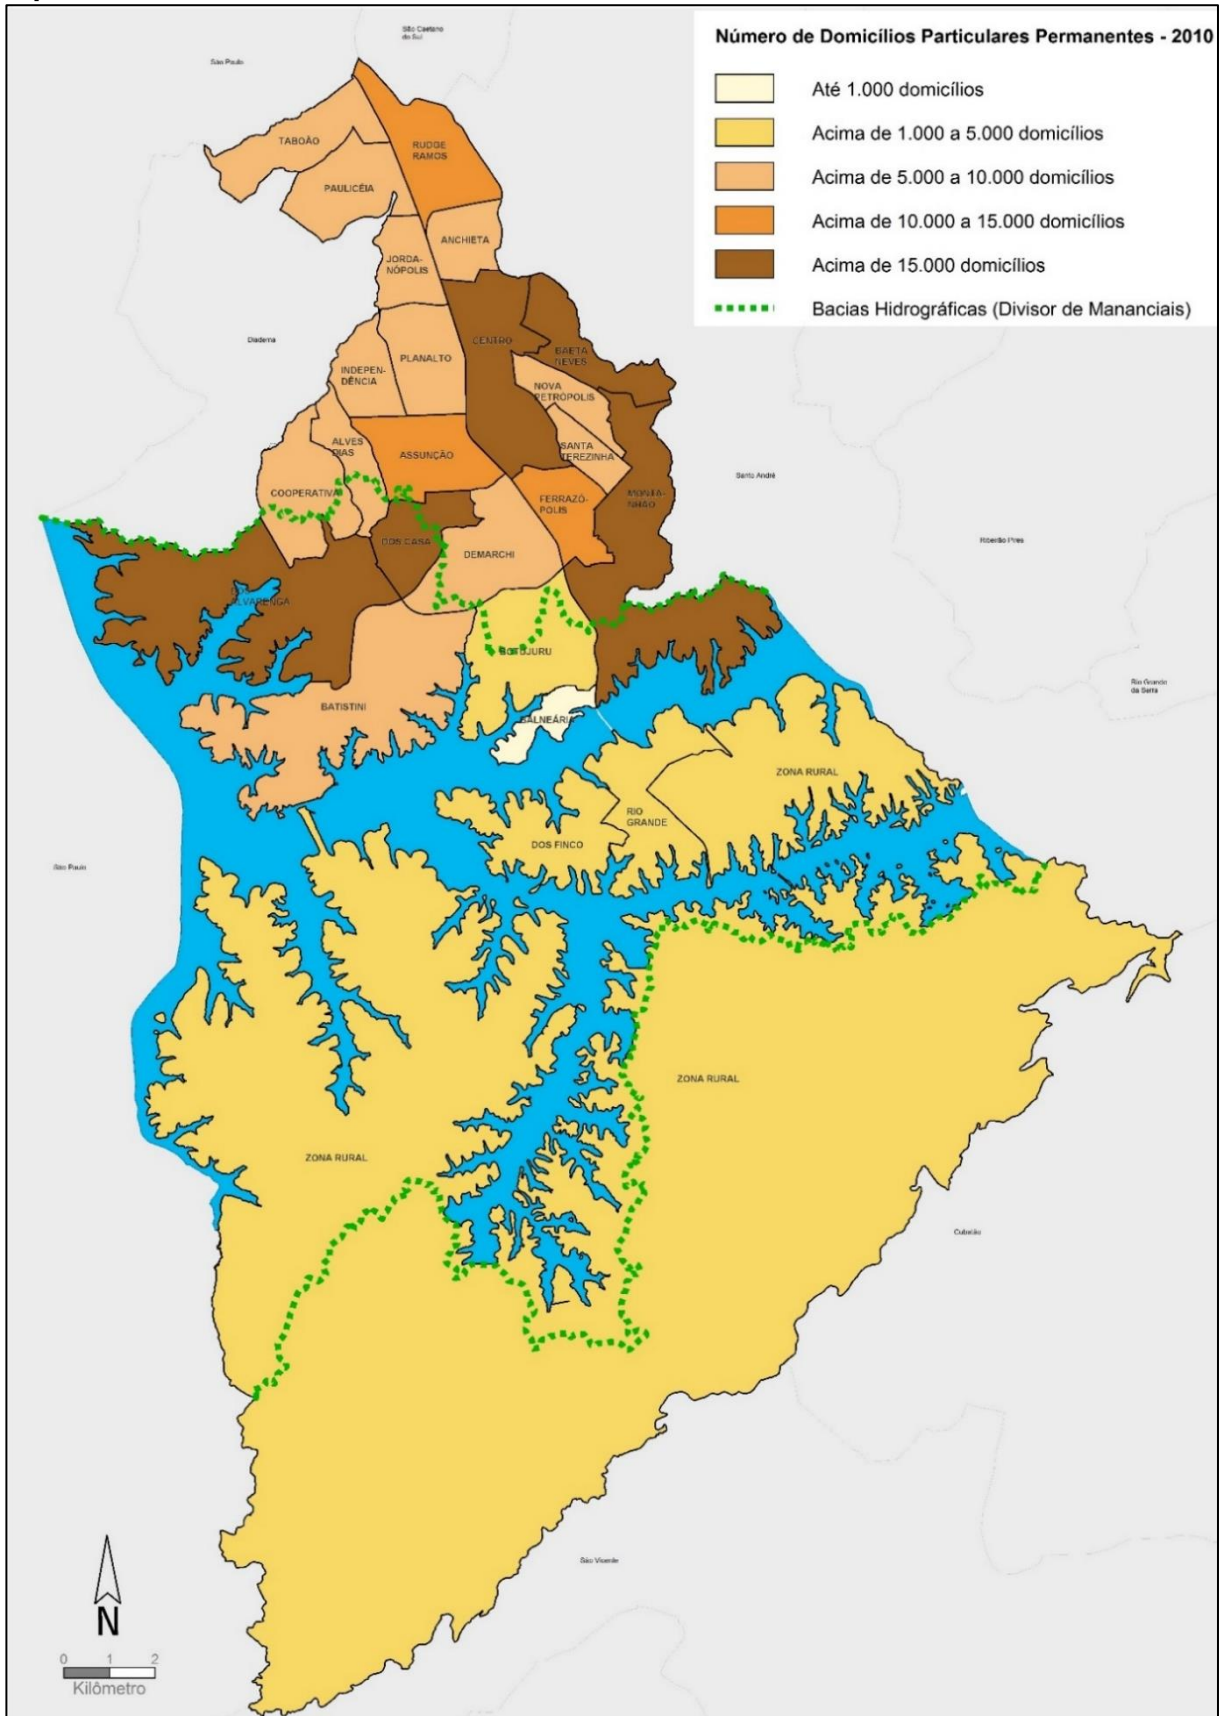 Número de Domicílios Particulares Permanentes - 2010
Até 1.000 domicílios
Acima de 1.000 a 5.000 domicílios
Acima de 5.000 a 10.000 domicílios
Acima de 10.000 a 15.000 domicílios
Acima de 15.000 domicílios
Bacias Hidrográficas (Divisor de Mananciais)
São Caetano
do Sul
São Paulo
TABOÃO
RUDGE
RAMOS
PAULICÉIA
ANCHIETA
JORDA-
NÓPOLIS
Diadema
CENTRO
BAETA
NEVES
PLANALTO
INDEPEN-
DÊNCIA
NOVA
PETRÓPOLIS
ALVES
DIAS
ASSUNÇÃO
SANTA
TEREZINHA
Santo André
COOPERATIVA
FERRAZÓ-
POLIS
MONTA-
NHÃO
DOS CASA
DEMARCHI
Ribeirão Pires
ALVARENGA
BOTUJURU
Rio Grande
da Serra
BATISTINI
BALNEÁRIA
ZONA RURAL
RIO
GRANDE
DOS FINCO
São Paulo
ZONA RURAL
ZONA RURAL
Cubatão
São Vicente
N
0 1 2
Kilômetro